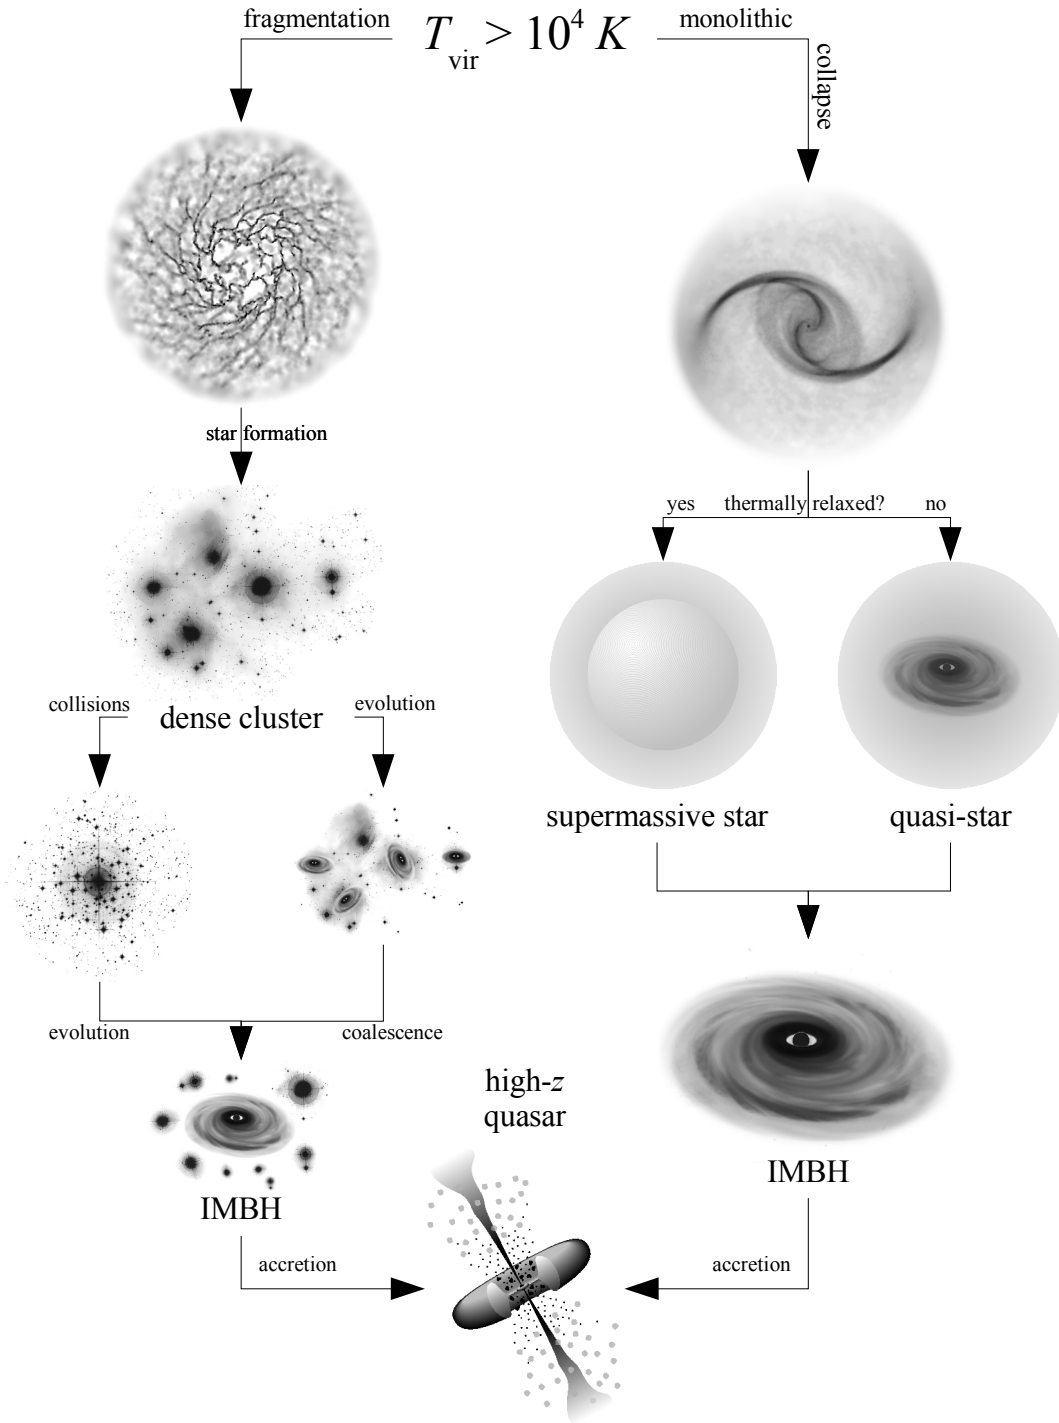 fragmentation
T_vir > 10^4 K
monolithic
collapse
star formation
yes
thermally relaxed?
no
collisions
evolution
dense cluster
supermassive star
quasi-star
evolution
coalescence
high-z
quasar
IMBH
IMBH
accretion
accretion